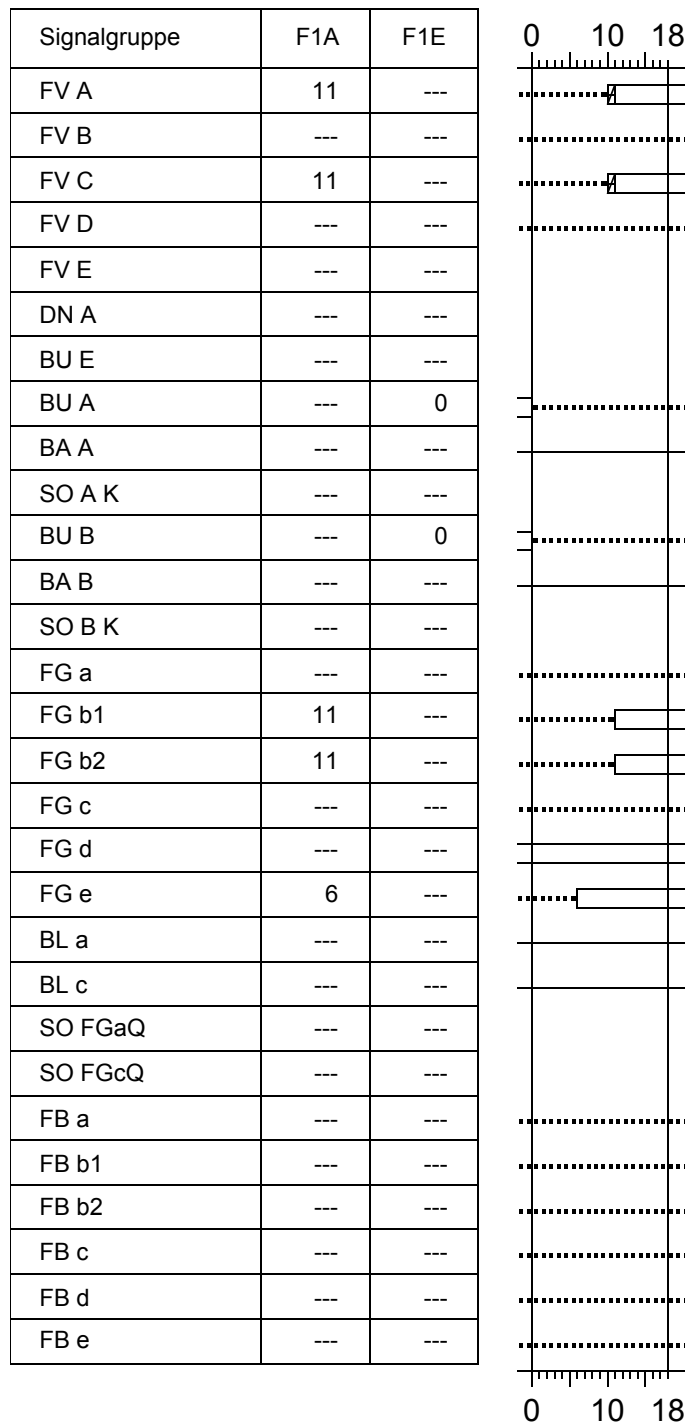 Signalgruppe F1A F1E 0 10 18
FV A 11 ---
FV B --- ---
FV C 11 ---
FV D --- ---
FV E --- ---
DN A --- ---
BU E --- ---
BU A --- 0
BA A --- ---
SO A K --- ---
BU B --- 0
BA B --- ---
SO B K --- ---
FG a --- ---
FG b1 11 ---
FG b2 11 ---
FG c --- ---
FG d --- ---
FG e 6 ---
BL a --- ---
BL c --- ---
SO FGaQ --- ---
SO FGcQ --- ---
FB a --- ---
FB b1 --- ---
FB b2 --- ---
FB c --- ---
FB d --- ---
FB e --- ---
0 10 18